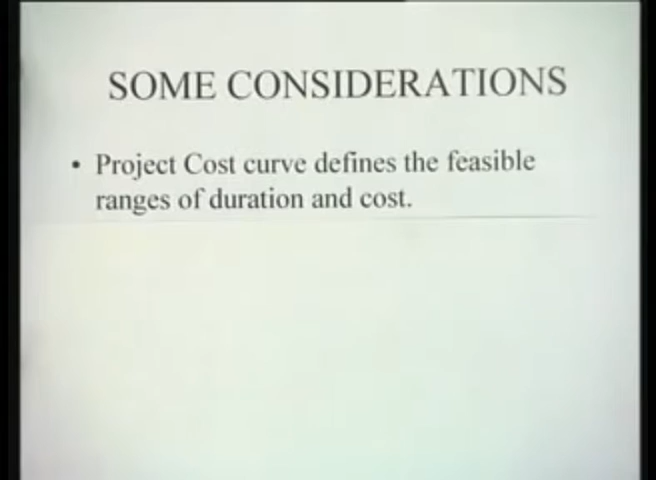 SOME CONSIDERATIONS
• Project Cost curve defines the feasible
ranges of duration and cost.